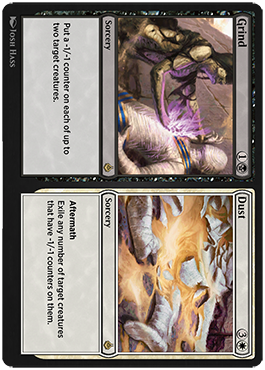 Grind
1
Sorcery
Put a -1/-1 counter on each of up to
two target creatures.
JOSH HASS
Dust
3
Sorcery
Aftermath
Exile any number of target creatures
that have -1/-1 counters on them.